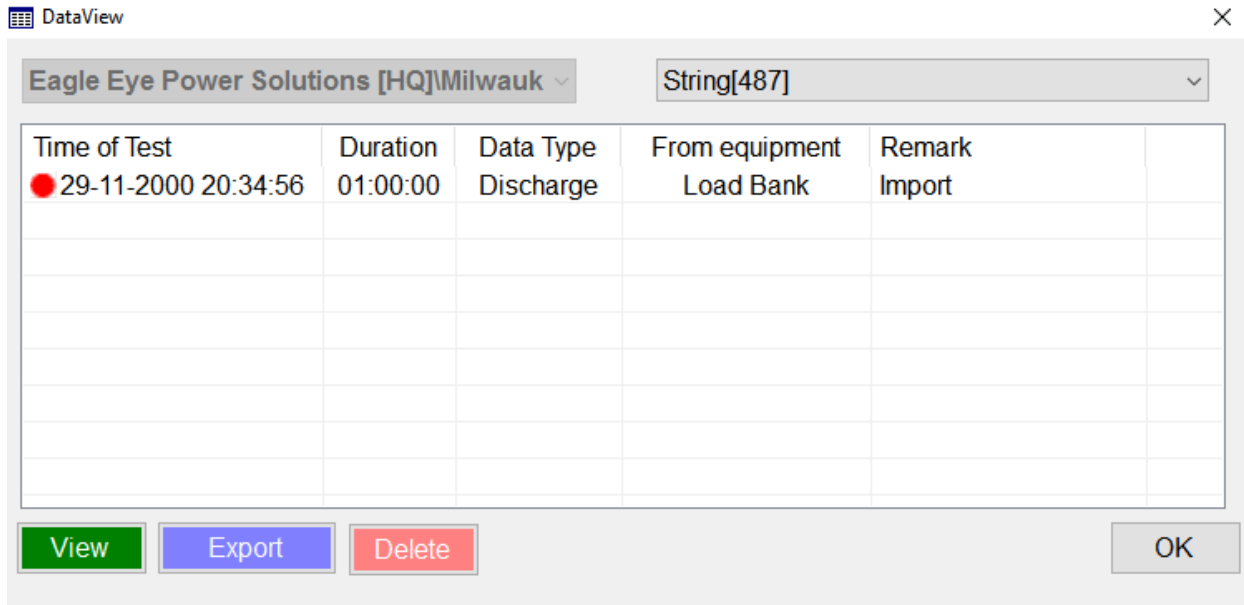 DataView
Eagle Eye Power Solutions [HQ]\Milwauk String[487]
Time of Test Duration Data Type From equipment Remark
29-11-2000 20:34:56 01:00:00 Discharge Load Bank Import
View Export Delete OK